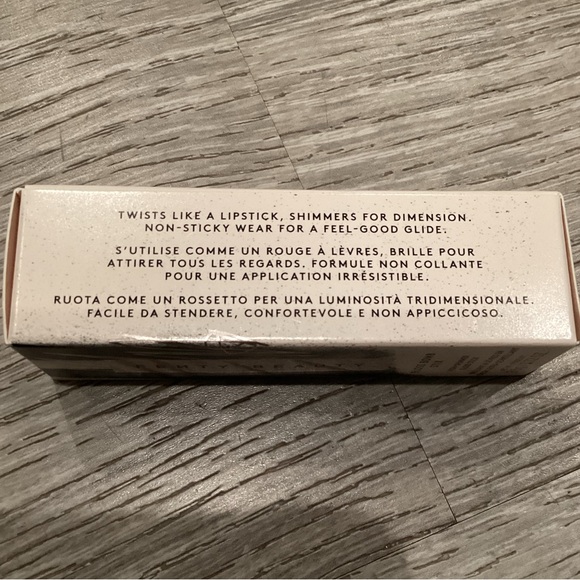 TWISTS LIKE A LIPSTICK, SHIMMERS FOR DIMENSION.
NON-STICKY WEAR FOR A FEEL-GOOD GLIDE.
S'UTILISE COMME UN ROUGE À LÈVRES, BRILLE POUR
ATTIRER TOUS LES REGARDS. FORMULE NON COLLANTE
POUR UNE APPLICATION IRRÉSISTIBLE.
RUOTA COME UN ROSSETTO PER UNA LUMINOSITÀ TRIDIMENSIONALE.
FACILE DA STENDERE, CONFORTEVOLE E NON APPICCICOSO.